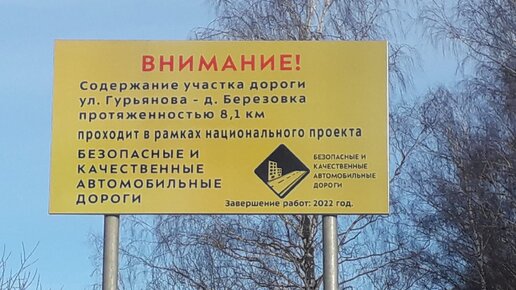 ВНИМАНИЕ!
Содержание участка дороги
ул. Гурьянова - д. Березовка
протяженностью 8,1 км
проходит в рамках национального проекта
БЕЗОПАСНЫЕ И
КАЧЕСТВЕННЫЕ
АВТОМОБИЛЬНЫЕ
ДОРОГИ
БЕЗОПАСНЫЕ И
КАЧЕСТВЕННЫЕ
АВТОМОБИЛЬНЫЕ
ДОРОГИ
Завершение работ: 2022 год.